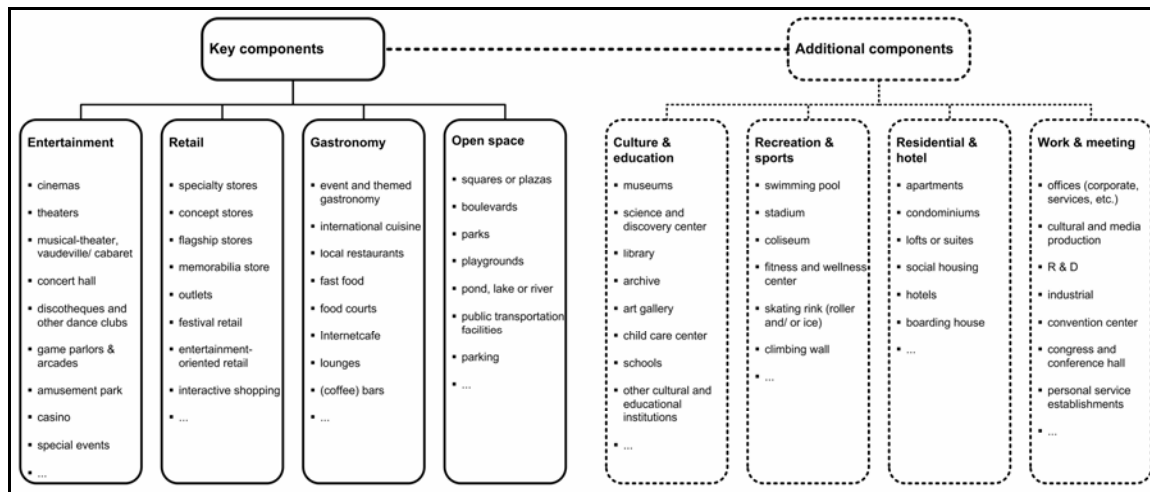 Key components
Additional components
Entertainment
▪ cinemas
▪ theaters
▪ musical-theater,
vaudeville/ cabaret
▪ concert hall
▪ discotheques and
other dance clubs
▪ game parlors &
arcades
▪ amusement park
▪ casino
▪ special events
▪ ...
Retail
▪ specialty stores
▪ concept stores
▪ flagship stores
▪ memorabilia store
▪ outlets
▪ festival retail
▪ entertainment-
oriented retail
▪ interactive shopping
▪ ...
Gastronomy
▪ event and themed
gastronomy
▪ international cuisine
▪ local restaurants
▪ fast food
▪ food courts
▪ Internetcafe
▪ lounges
▪ (coffee) bars
▪ ...
Open space
▪ squares or plazas
▪ boulevards
▪ parks
▪ playgrounds
▪ pond, lake or river
▪ public transportation
facilities
▪ parking
▪ ...
Culture &
education
▪ museums
▪ science and
discovery center
▪ library
▪ archive
▪ art gallery
▪ child care center
▪ schools
▪ other cultural and
educational
institutions
▪ ...
Recreation &
sports
▪ swimming pool
▪ stadium
▪ coliseum
▪ fitness and wellness
center
▪ skating rink (roller
and/ or ice)
▪ climbing wall
▪ ...
Residential &
hotel
▪ apartments
▪ condominiums
▪ lofts or suites
▪ social housing
▪ hotels
▪ boarding house
▪ ...
Work & meeting
▪ offices (corporate,
services, etc.)
▪ cultural and media
production
▪ R & D
▪ industrial
▪ convention center
▪ congress and
conference hall
▪ personal service
establishments
▪ ...